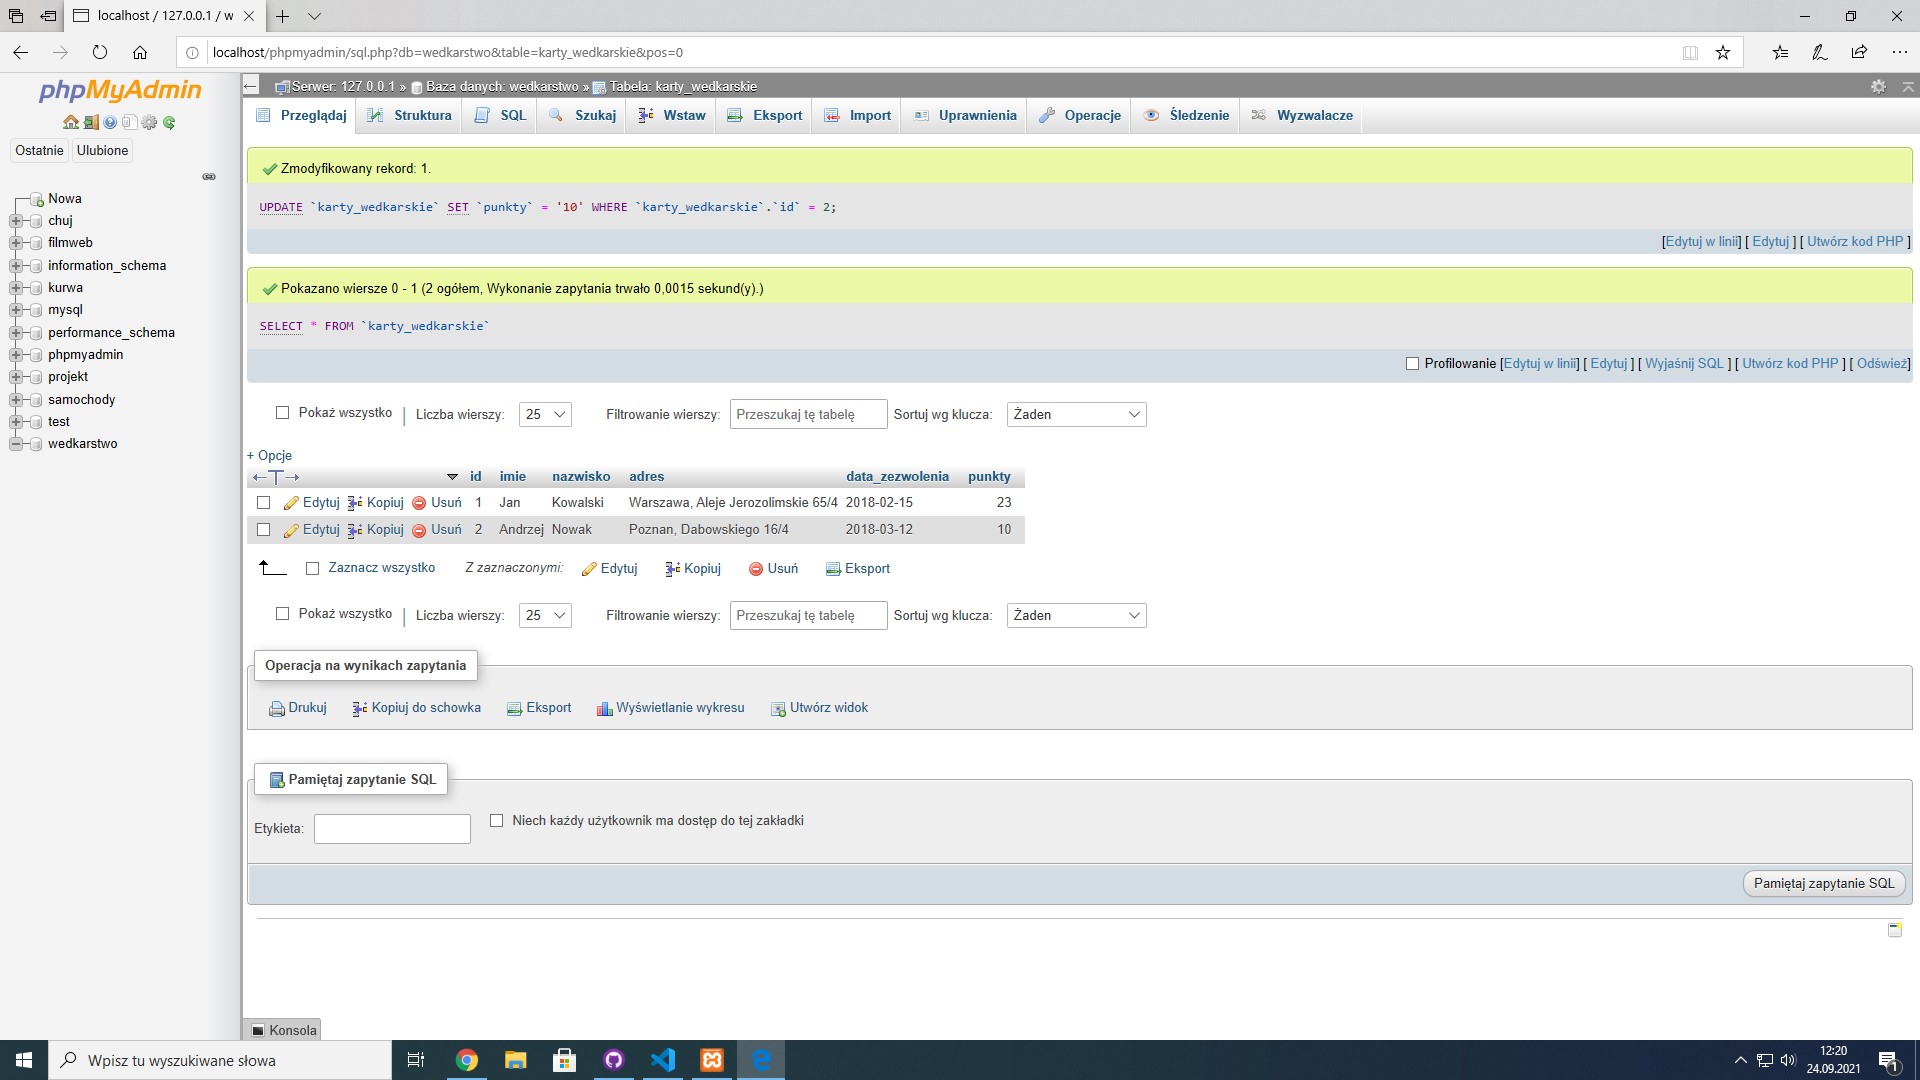 localhost / 127.0.0.1 / w
localhost/phpmyadmin/sql.php?db=wedkarstwo&table=karty_wedkarskie&pos=0
phpMyAdmin
Ostatnie Ulubione
Nowa
chuj
filmweb
information_schema
kurwa
mysql
performance_schema
phpmyadmin
projekt
samochody
test
wedkarstwo
Serwer: 127.0.0.1 » Baza danych: wedkarstwo » Tabela: karty_wedkarskie
Przeglądaj Struktura SQL Szukaj Wstaw Eksport Import Uprawnienia Operacje Śledzenie Wyzwalacze
Zmodyfikowany rekord: 1.
UPDATE `karty_wedkarskie` SET `punkty` = '10' WHERE `karty_wedkarskie`.`id` = 2;
[Edytuj w linii] [ Edytuj ] [ Utwórz kod PHP ]
Pokazano wiersze 0 - 1 (2 ogółem, Wykonanie zapytania trwało 0,0015 sekund(y).)
SELECT * FROM `karty_wedkarskie`
Profilowanie [Edytuj w linii] [ Edytuj ] [ Wyjaśnij SQL ] [ Utwórz kod PHP ] [ Odśwież]
Pokaż wszystko | Liczba wierszy: 25 Filtrowanie wierszy: Przeszukaj tę tabelę Sortuj wg klucza: Żaden
+ Opcje
←T→ id imie nazwisko adres data_zezwolenia punkty
Edytuj Kopiuj Usuń 1 Jan Kowalski Warszawa, Aleje Jerozolimskie 65/4 2018-02-15 23
Edytuj Kopiuj Usuń 2 Andrzej Nowak Poznan, Dabowskiego 16/4 2018-03-12 10
Zaznacz wszystko Z zaznaczonymi: Edytuj Kopiuj Usuń Eksport
Pokaż wszystko | Liczba wierszy: 25 Filtrowanie wierszy: Przeszukaj tę tabelę Sortuj wg klucza: Żaden
Operacja na wynikach zapytania
Drukuj Kopiuj do schowka Eksport Wyświetlanie wykresu Utwórz widok
Pamiętaj zapytanie SQL
Etykieta: Niech każdy użytkownik ma dostęp do tej zakładki
Pamiętaj zapytanie SQL
Konsola
Wpisz tu wyszukiwane słowa
12:20
24.09.2021
1